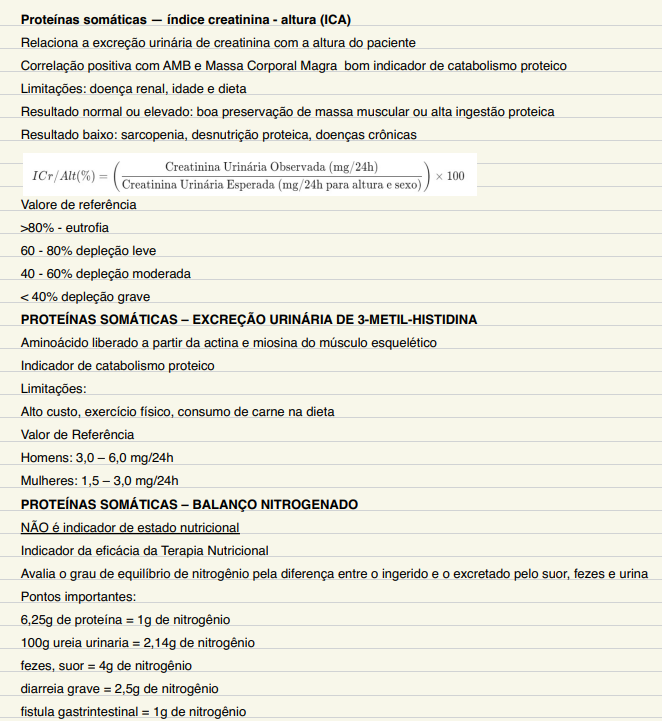 Proteínas somáticas — índice creatinina - altura (ICA)
Relaciona a excreção urinária de creatinina com a altura do paciente
Correlação positiva com AMB e Massa Corporal Magra  bom indicador de catabolismo proteico
Limitações: doença renal, idade e dieta
Resultado normal ou elevado: boa preservação de massa muscular ou alta ingestão proteica
Resultado baixo: sarcopenia, desnutrição proteica, doenças crônicas
ICr/Alt(%) = (Creatinina Urinária Observada (mg/24h) / Creatinina Urinária Esperada (mg/24h para altura e sexo)) × 100
Valore de referência
>80% - eutrofia
60 - 80% depleção leve
40 - 60% depleção moderada
< 40% depleção grave
PROTEÍNAS SOMÁTICAS – EXCREÇÃO URINÁRIA DE 3-METIL-HISTIDINA
Aminoácido liberado a partir da actina e miosina do músculo esquelético
Indicador de catabolismo proteico
Limitações:
Alto custo, exercício físico, consumo de carne na dieta
Valor de Referência
Homens: 3,0 – 6,0 mg/24h
Mulheres: 1,5 – 3,0 mg/24h
PROTEÍNAS SOMÁTICAS – BALANÇO NITROGENADO
NÃO é indicador de estado nutricional
Indicador da eficácia da Terapia Nutricional
Avalia o grau de equilíbrio de nitrogênio pela diferença entre o ingerido e o excretado pelo suor, fezes e urina
Pontos importantes:
6,25g de proteína = 1g de nitrogênio
100g ureia urinaria = 2,14g de nitrogênio
fezes, suor = 4g de nitrogênio
diarreia grave = 2,5g de nitrogênio
fistula gastrintestinal = 1g de nitrogênio